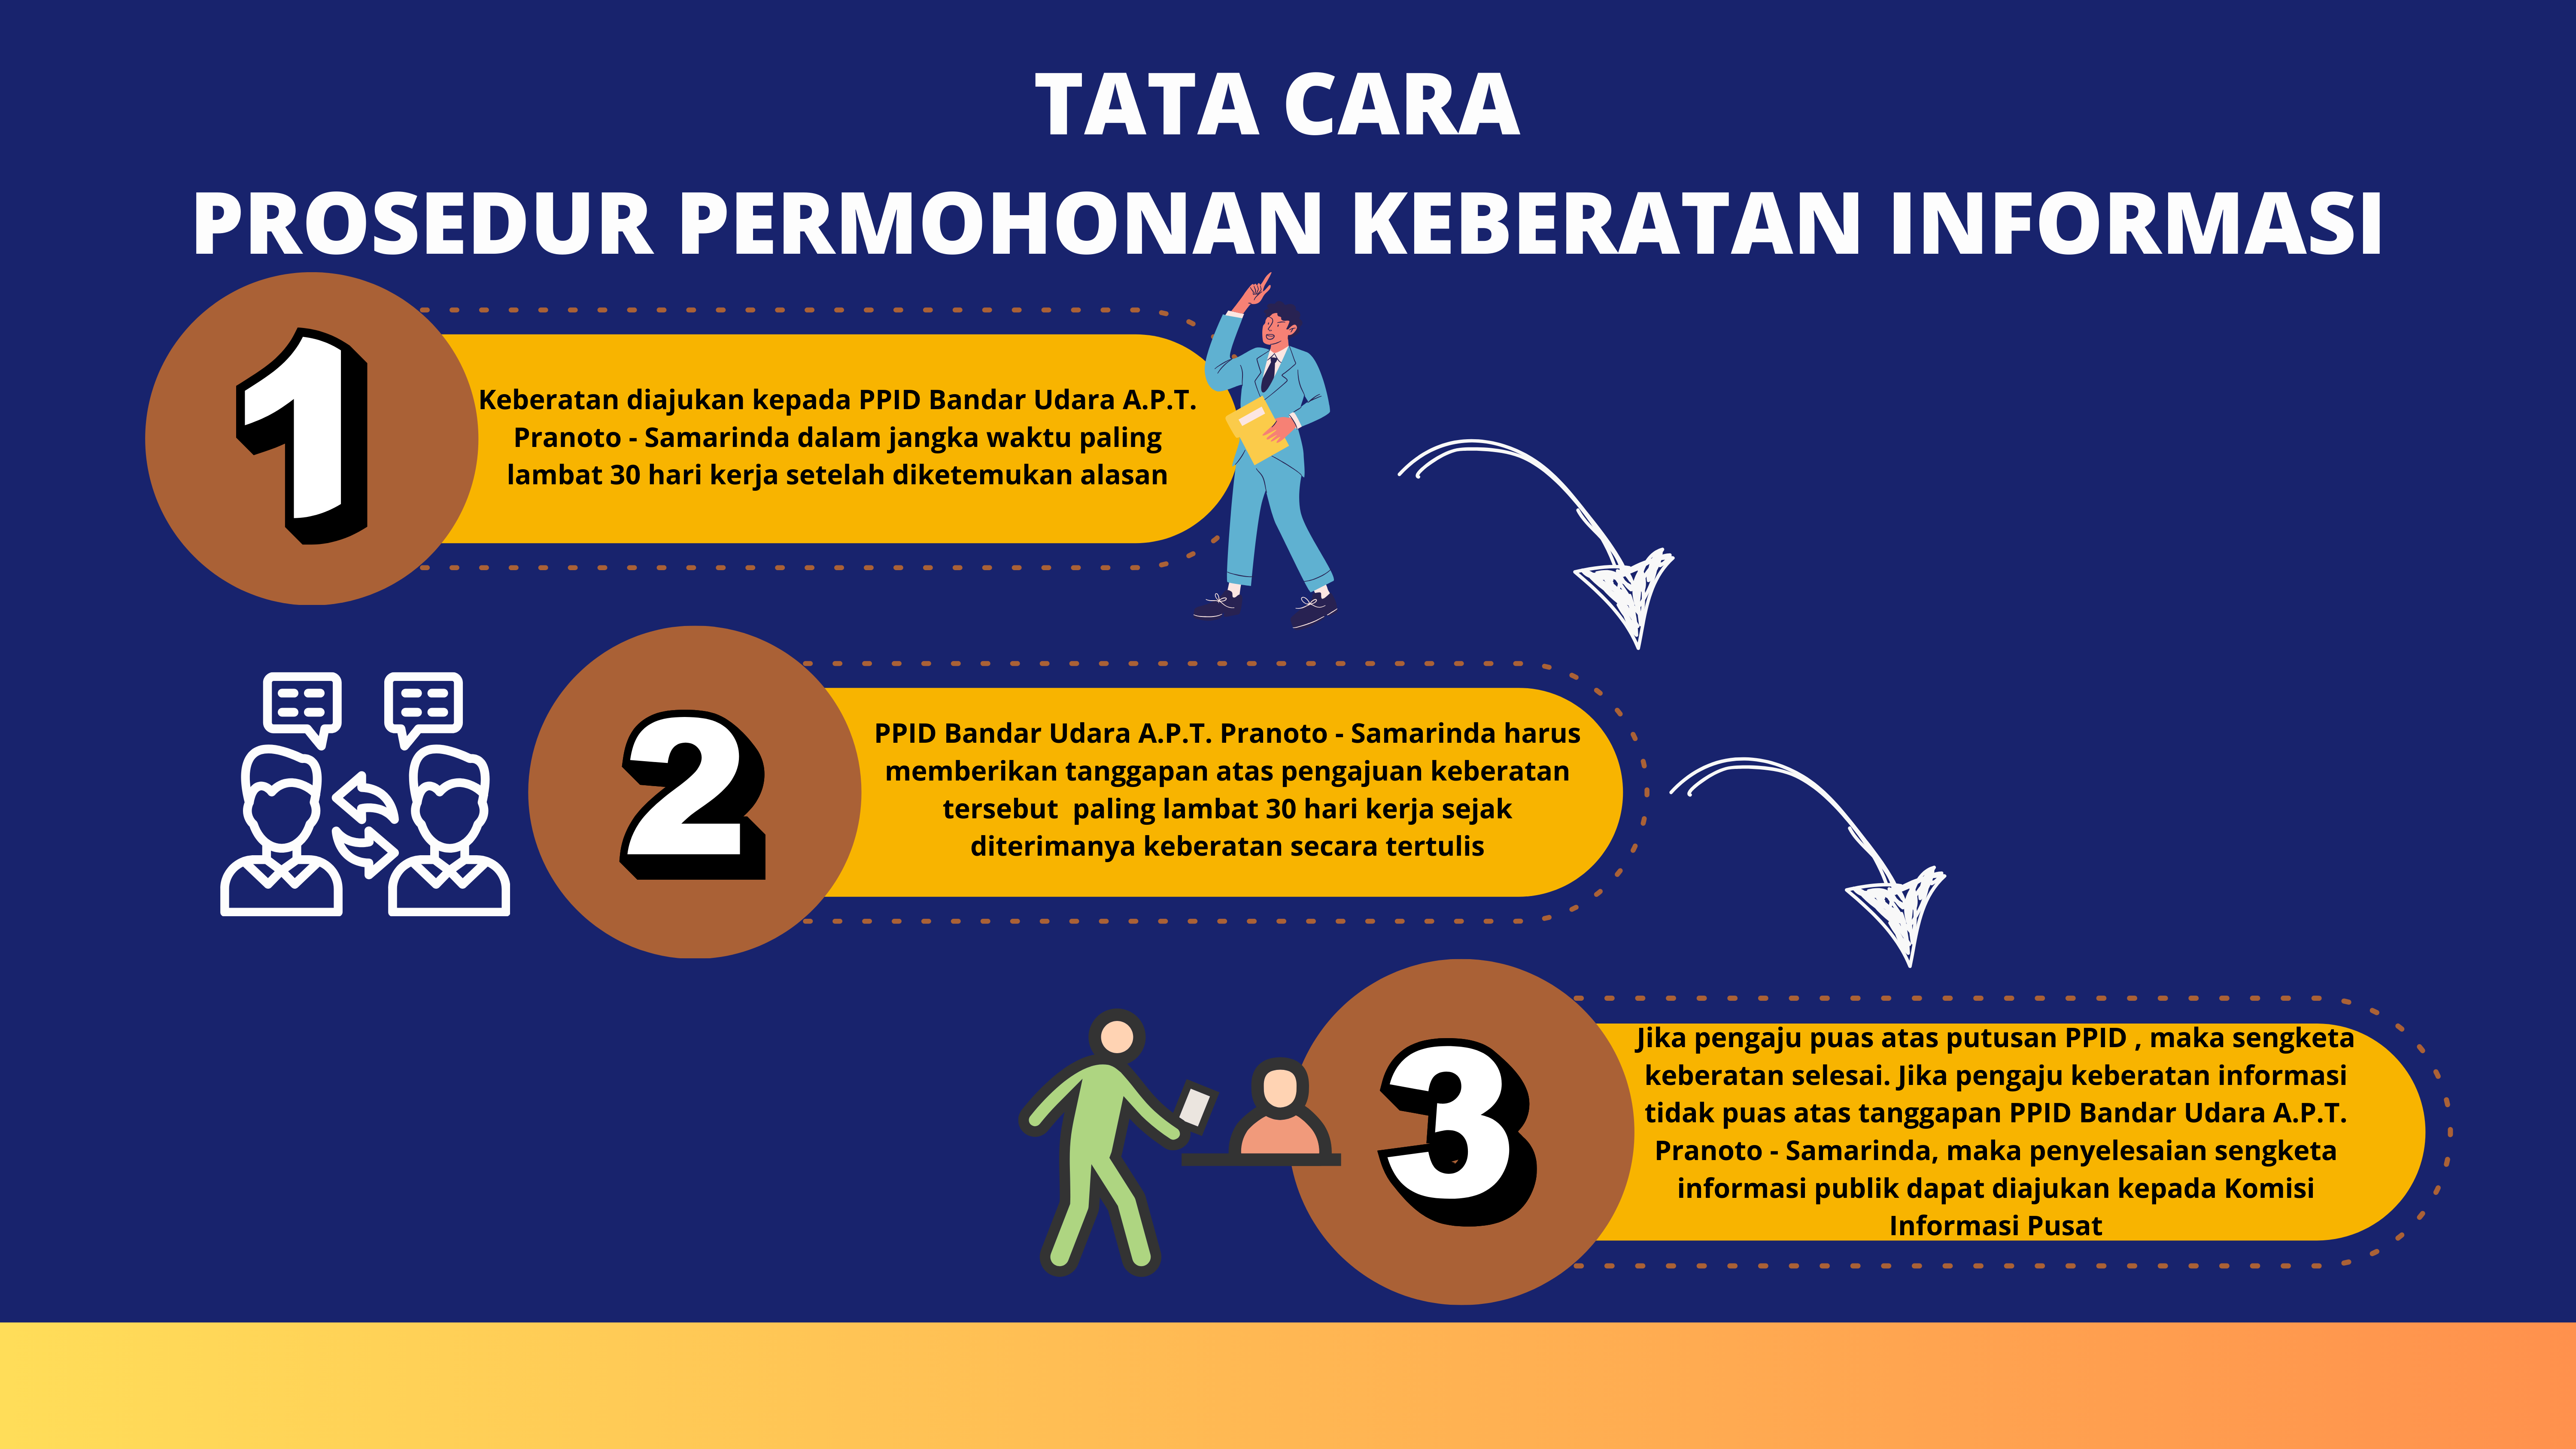 TATA CARA
PROSEDUR PERMOHONAN KEBERATAN INFORMASI
1
Keberatan diajukan kepada PPID Bandar Udara A.P.T.
Pranoto - Samarinda dalam jangka waktu paling
lambat 30 hari kerja setelah diketemukan alasan
2
PPID Bandar Udara A.P.T. Pranoto - Samarinda harus
memberikan tanggapan atas pengajuan keberatan
tersebut  paling lambat 30 hari kerja sejak
diterimanya keberatan secara tertulis
3
Jika pengaju puas atas putusan PPID , maka sengketa
keberatan selesai. Jika pengaju keberatan informasi
tidak puas atas tanggapan PPID Bandar Udara A.P.T.
Pranoto - Samarinda, maka penyelesaian sengketa
informasi publik dapat diajukan kepada Komisi
Informasi Pusat